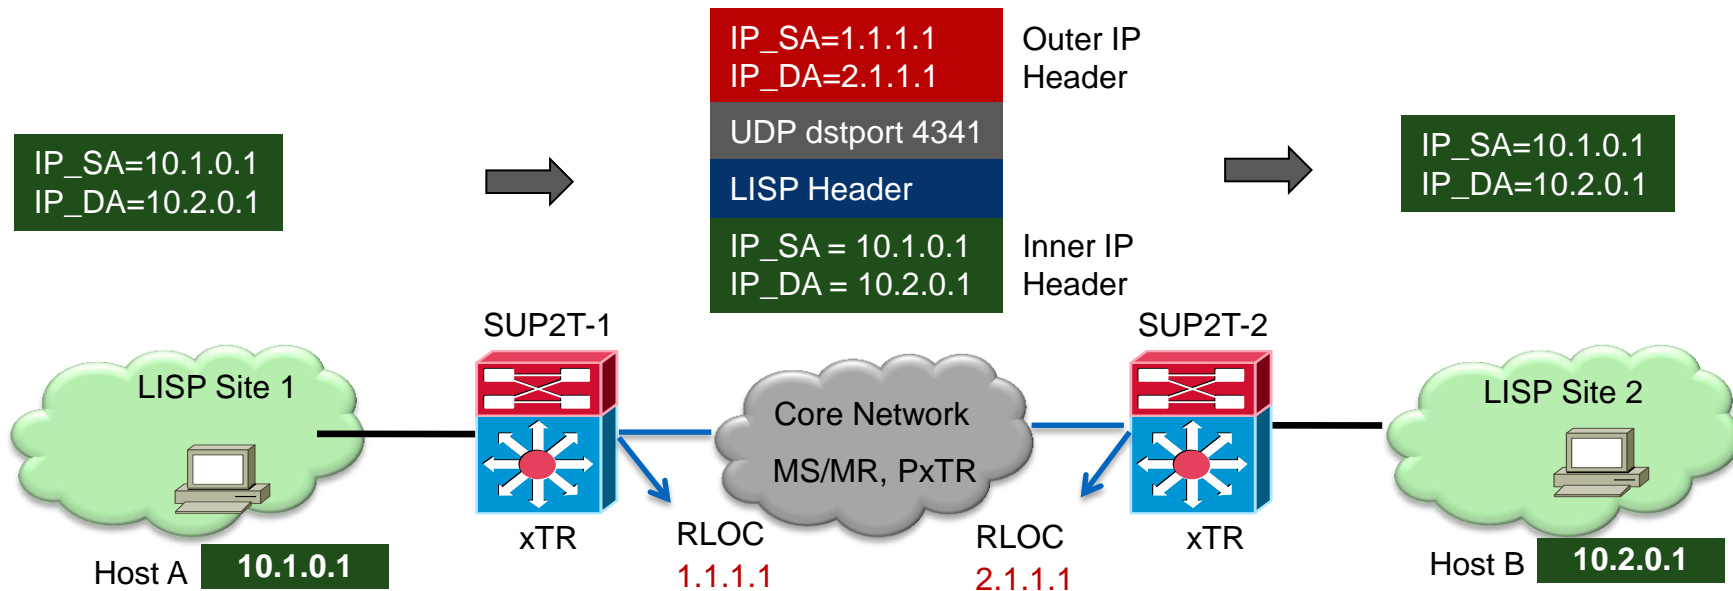 IP_SA=1.1.1.1
IP_DA=2.1.1.1
Outer IP
Header
UDP dstport 4341
LISP Header
IP_SA = 10.1.0.1
IP_DA = 10.2.0.1
Inner IP
Header
IP_SA=10.1.0.1
IP_DA=10.2.0.1
IP_SA=10.1.0.1
IP_DA=10.2.0.1
SUP2T-1
SUP2T-2
LISP Site 1
Core Network
MS/MR, PxTR
LISP Site 2
xTR
RLOC
1.1.1.1
RLOC
2.1.1.1
xTR
Host A
10.1.0.1
Host B
10.2.0.1